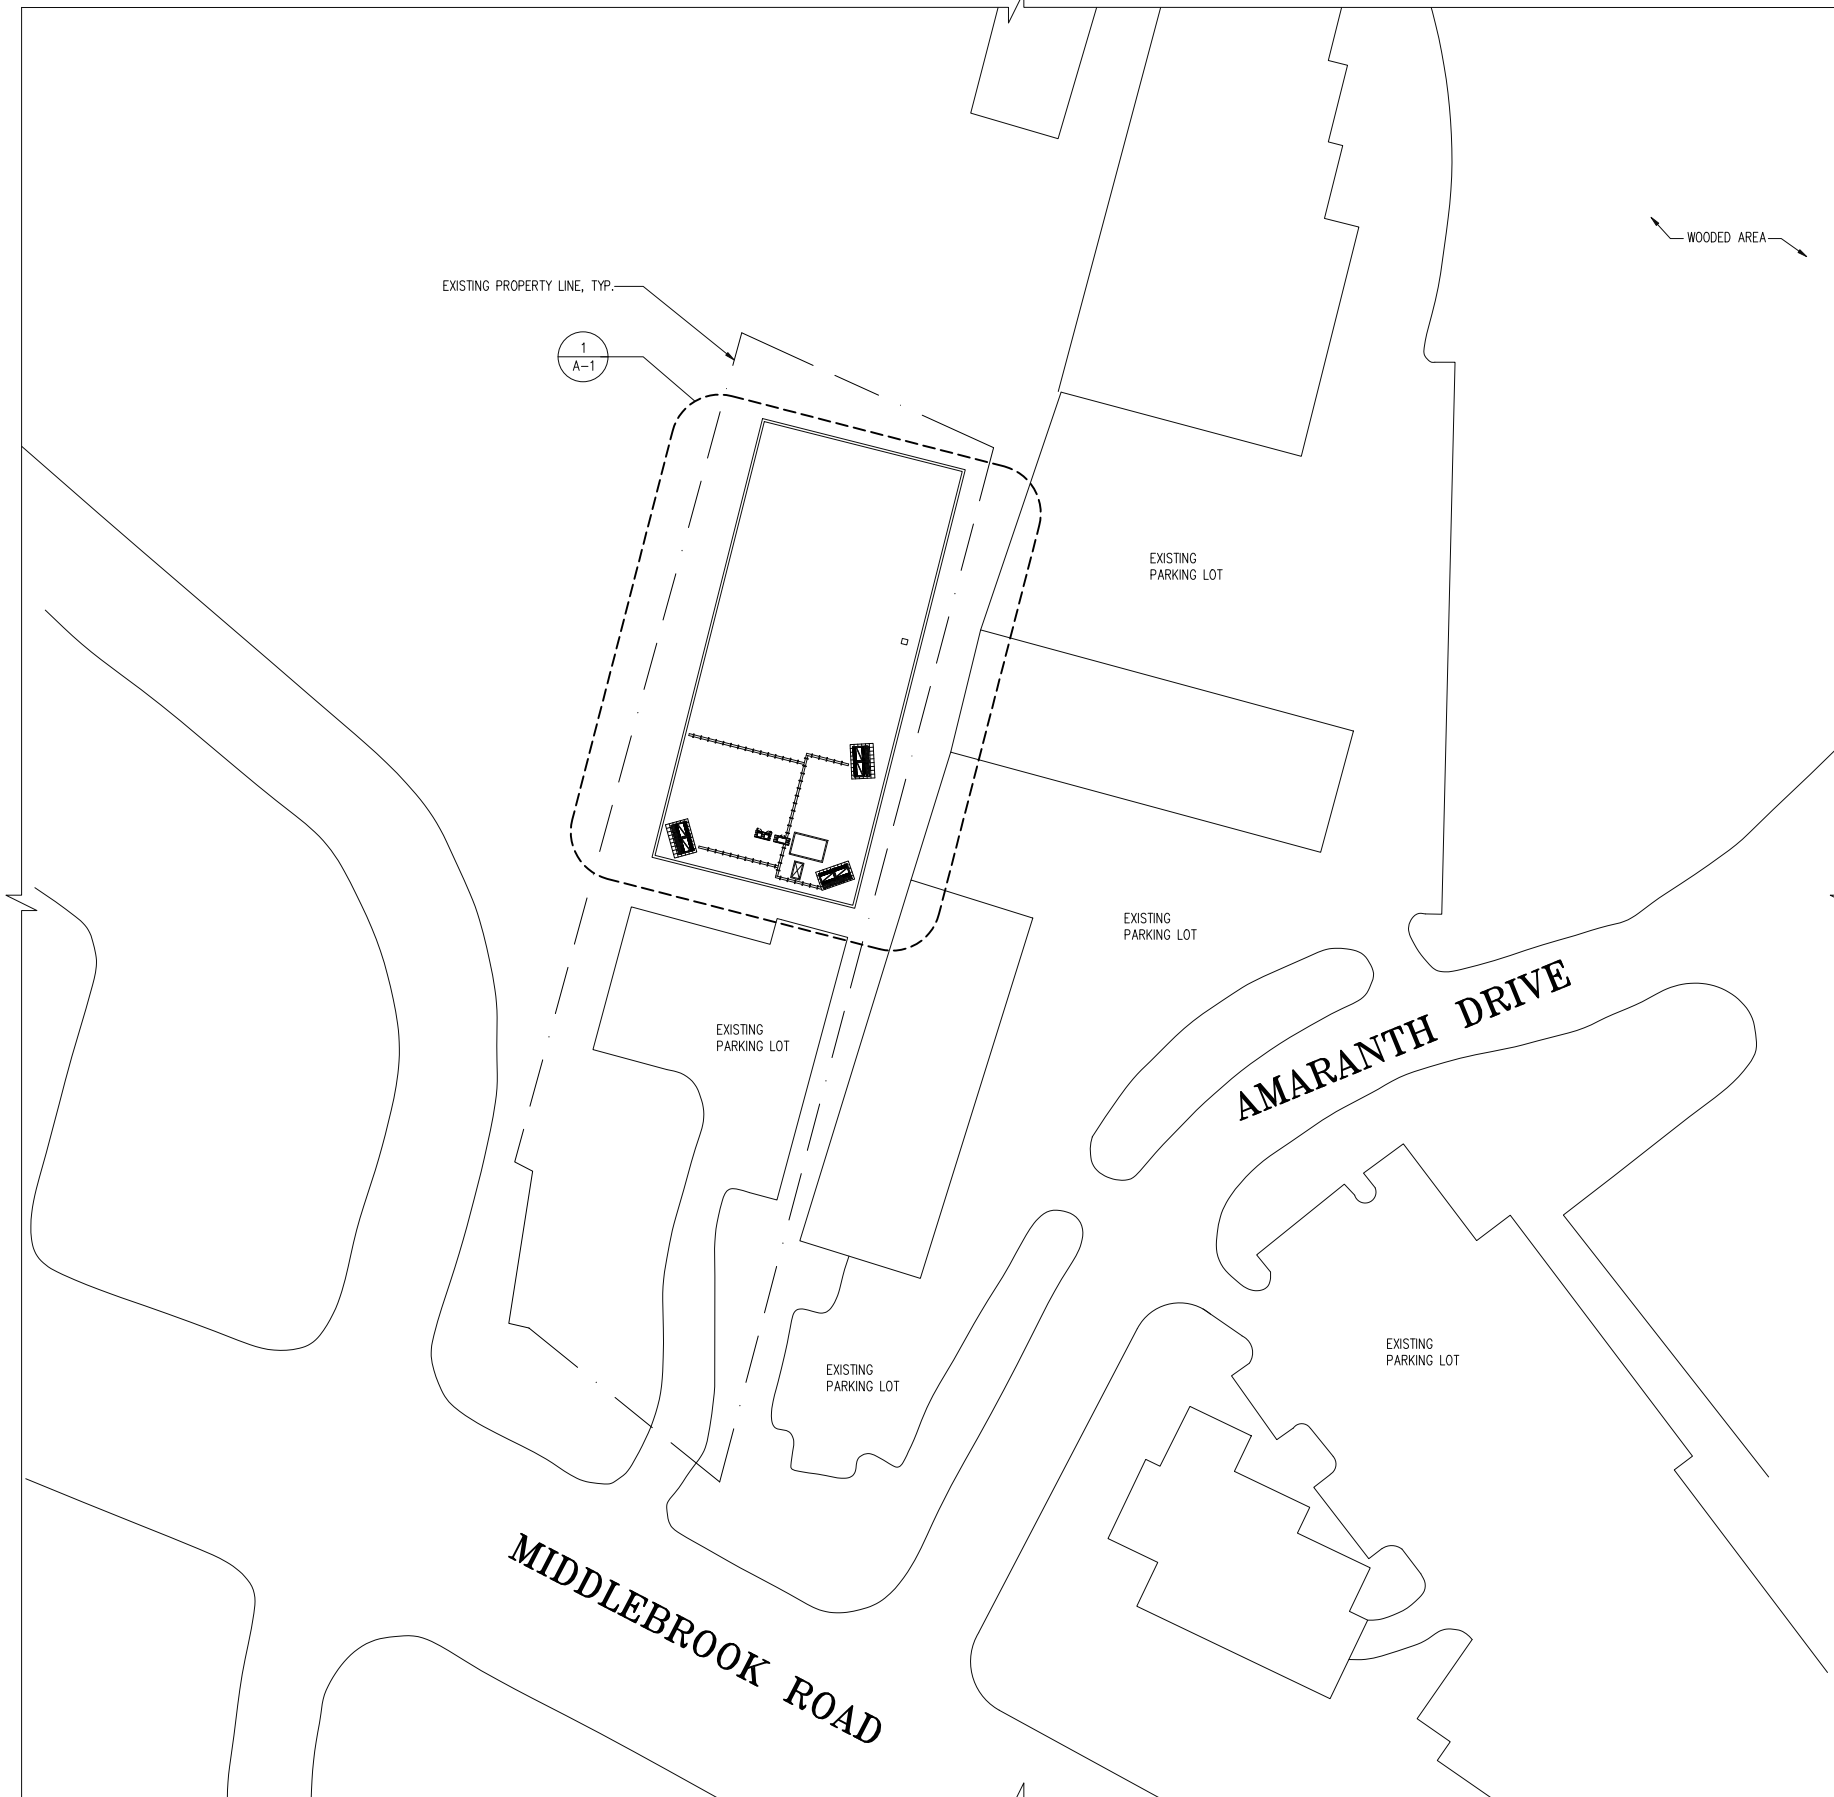 WOODED AREA
EXISTING PROPERTY LINE, TYP.
1
A-1
EXISTING
PARKING LOT
EXISTING
PARKING LOT
AMARANTH DRIVE
EXISTING
PARKING LOT
EXISTING
PARKING LOT
EXISTING
PARKING LOT
MIDDLEBROOK ROAD